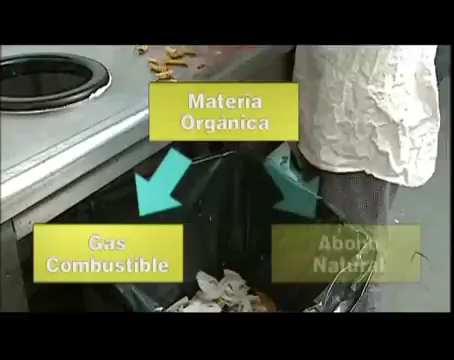 Materia
Orgánica
Gas
Combustible
Abono
Natural